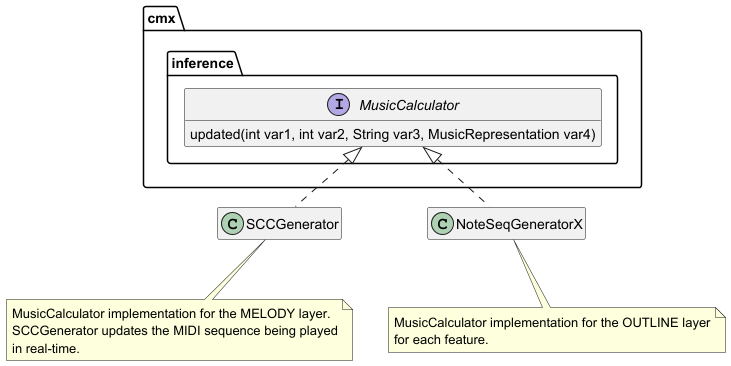 cmx
inference
I MusicCalculator
updated(int var1, int var2, String var3, MusicRepresentation var4)
C SCCGenerator
C NoteSeqGeneratorX
MusicCalculator implementation for the MELODY layer.
SCCGenerator updates the MIDI sequence being played
in real-time.
MusicCalculator implementation for the OUTLINE layer
for each feature.